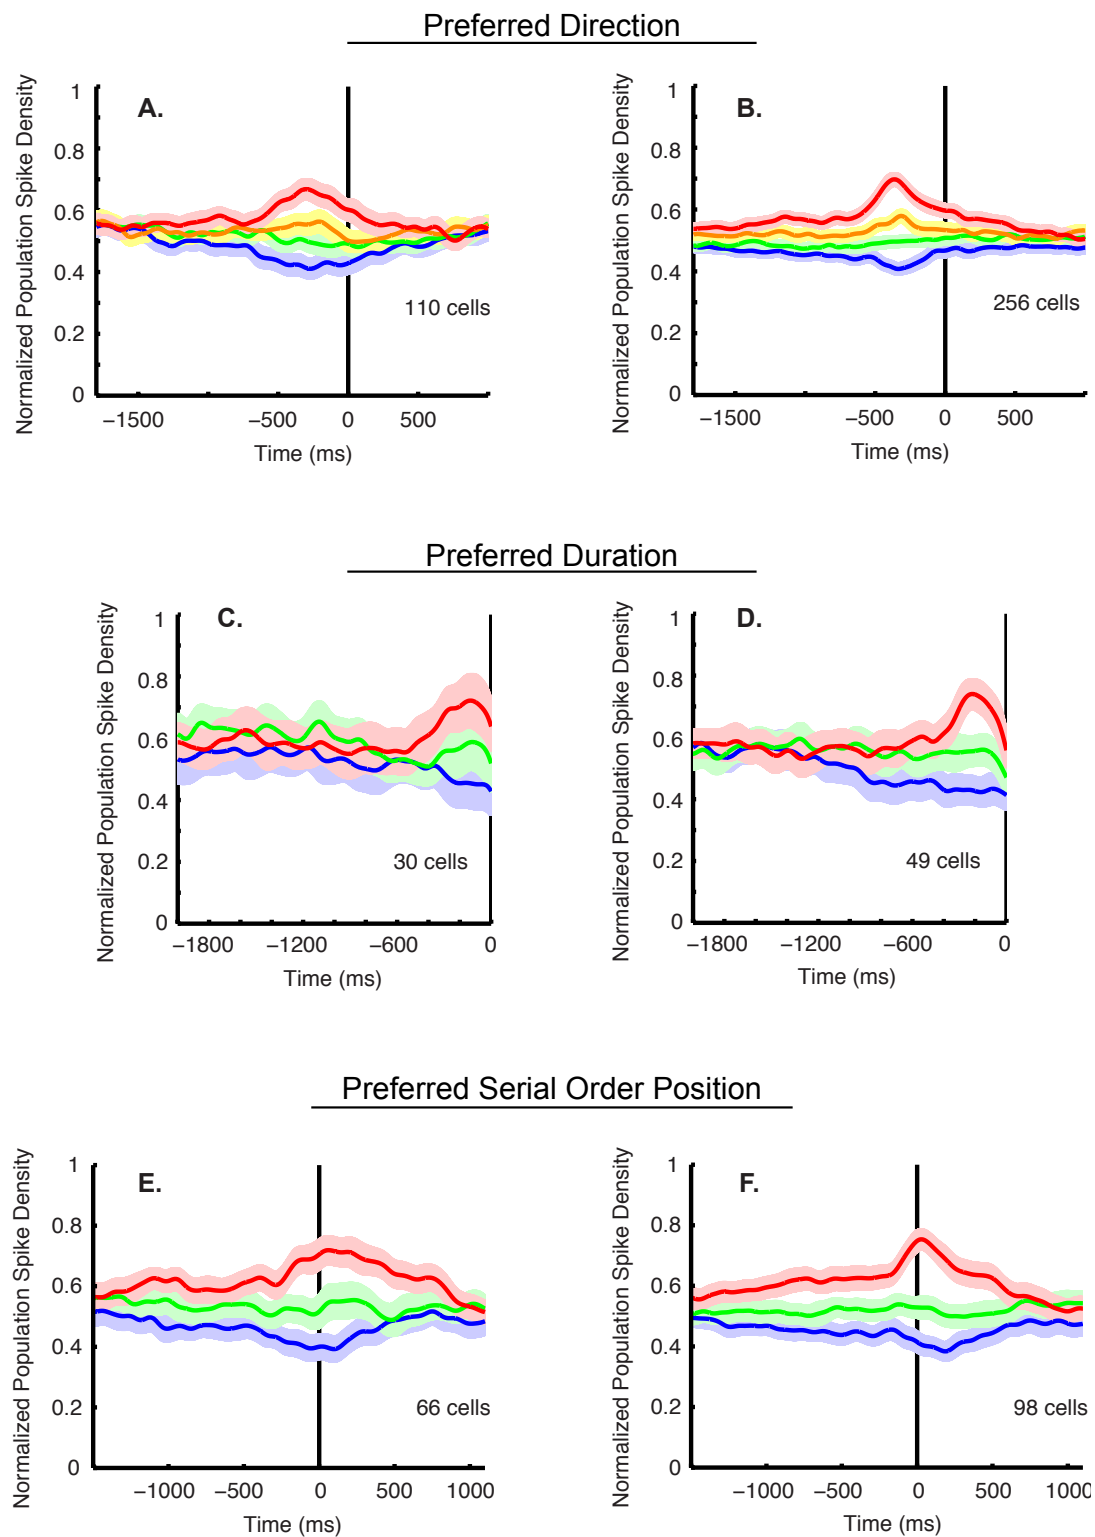 Preferred Direction
A.
Normalized Population Spike Density
1
0.8
0.6
0.4
0.2
0
110 cells
−1500 −500 0 500
Time (ms)
B.
Normalized Population Spike Density
1
0.8
0.6
0.4
0.2
0
256 cells
−1500 −500 0 500
Time (ms)
Preferred Duration
C.
Normalized Population Spike Density
1
0.8
0.6
0.4
0.2
0
30 cells
−1800 −1200 −600 0
Time (ms)
D.
Normalized Population Spike Density
1
0.8
0.6
0.4
0.2
0
49 cells
−1800 −1200 −600 0
Time (ms)
Preferred Serial Order Position
E.
Normalized Population Spike Density
1
0.8
0.6
0.4
0.2
0
66 cells
−1000 −500 0 500 1000
Time (ms)
F.
Normalized Population Spike Density
1
0.8
0.6
0.4
0.2
0
98 cells
−1000 −500 0 500 1000
Time (ms)